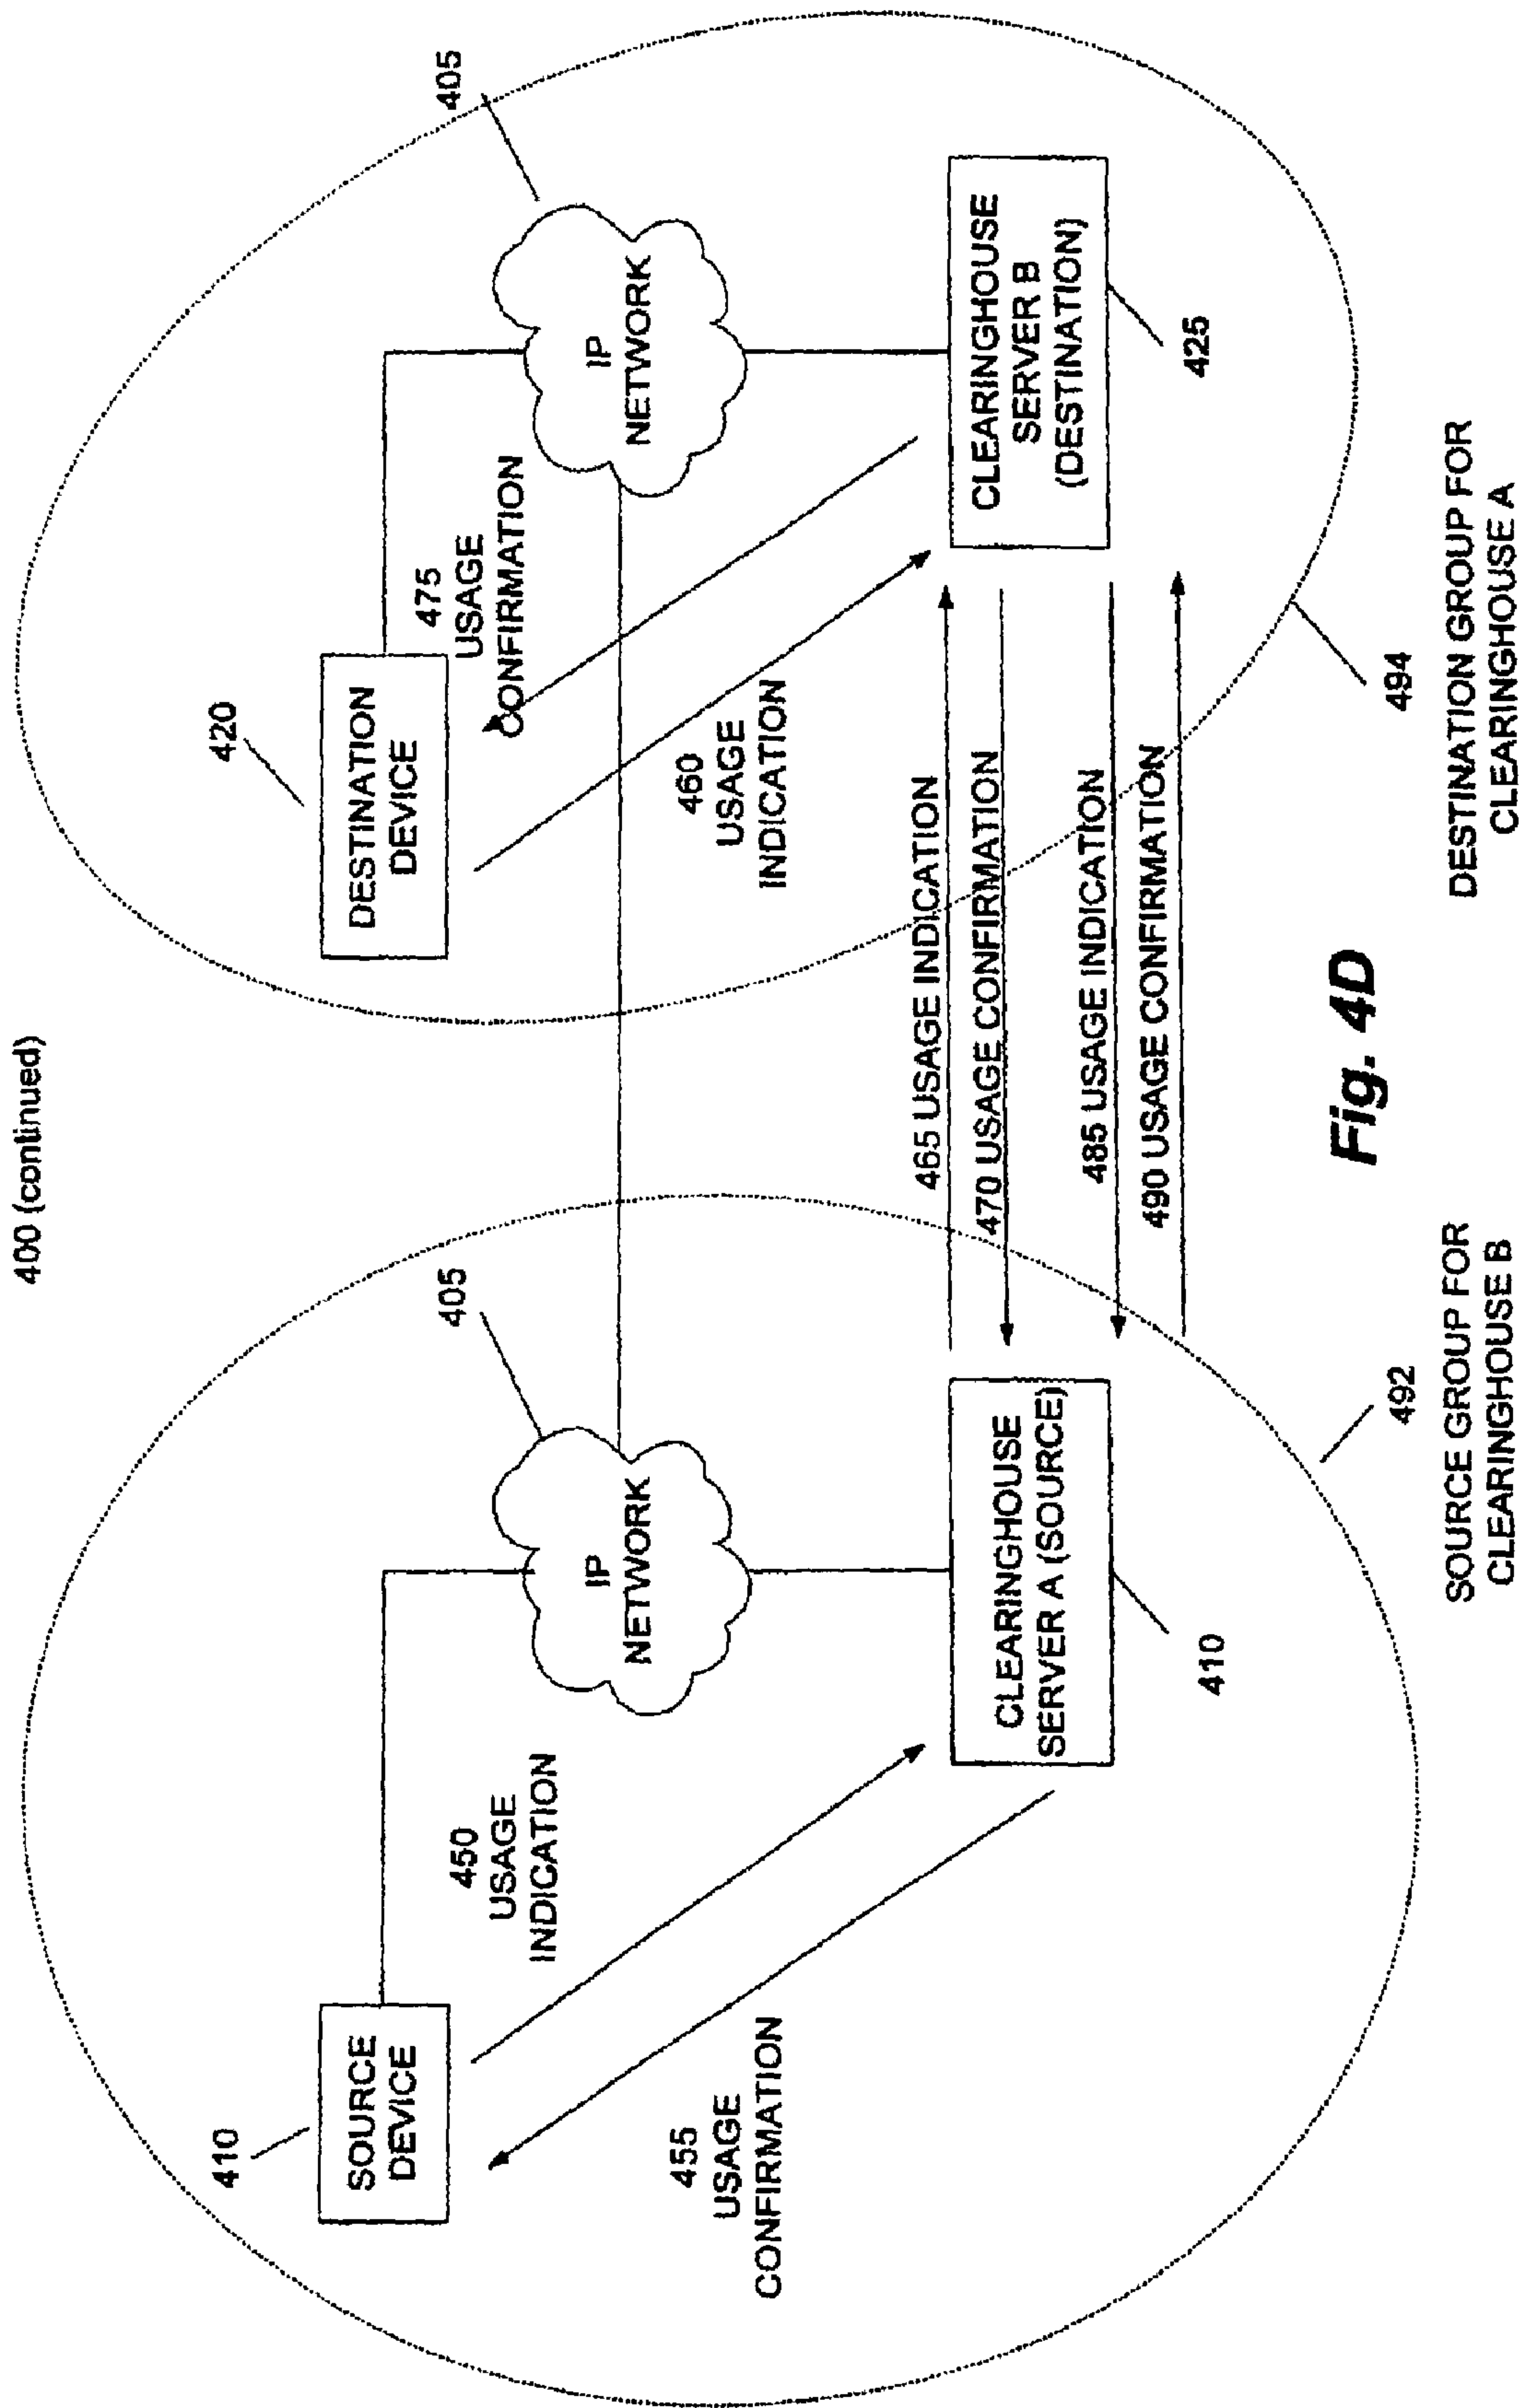 400 (continued)
410
SOURCE
DEVICE
450
USAGE
INDICATION
455
USAGE
CONFIRMATION
405
IP
NETWORK
CLEARINGHOUSE
SERVER A (SOURCE)
410
420
DESTINATION
DEVICE
475
USAGE
CONFIRMATION
460
USAGE
INDICATION
405
IP
NETWORK
CLEARINGHOUSE
SERVER B
(DESTINATION)
425
465 USAGE INDICATION
470 USAGE CONFIRMATION
485 USAGE INDICATION
490 USAGE CONFIRMATION
492
SOURCE GROUP FOR
CLEARINGHOUSE B
494
DESTINATION GROUP FOR
CLEARINGHOUSE A
Fig. 4D